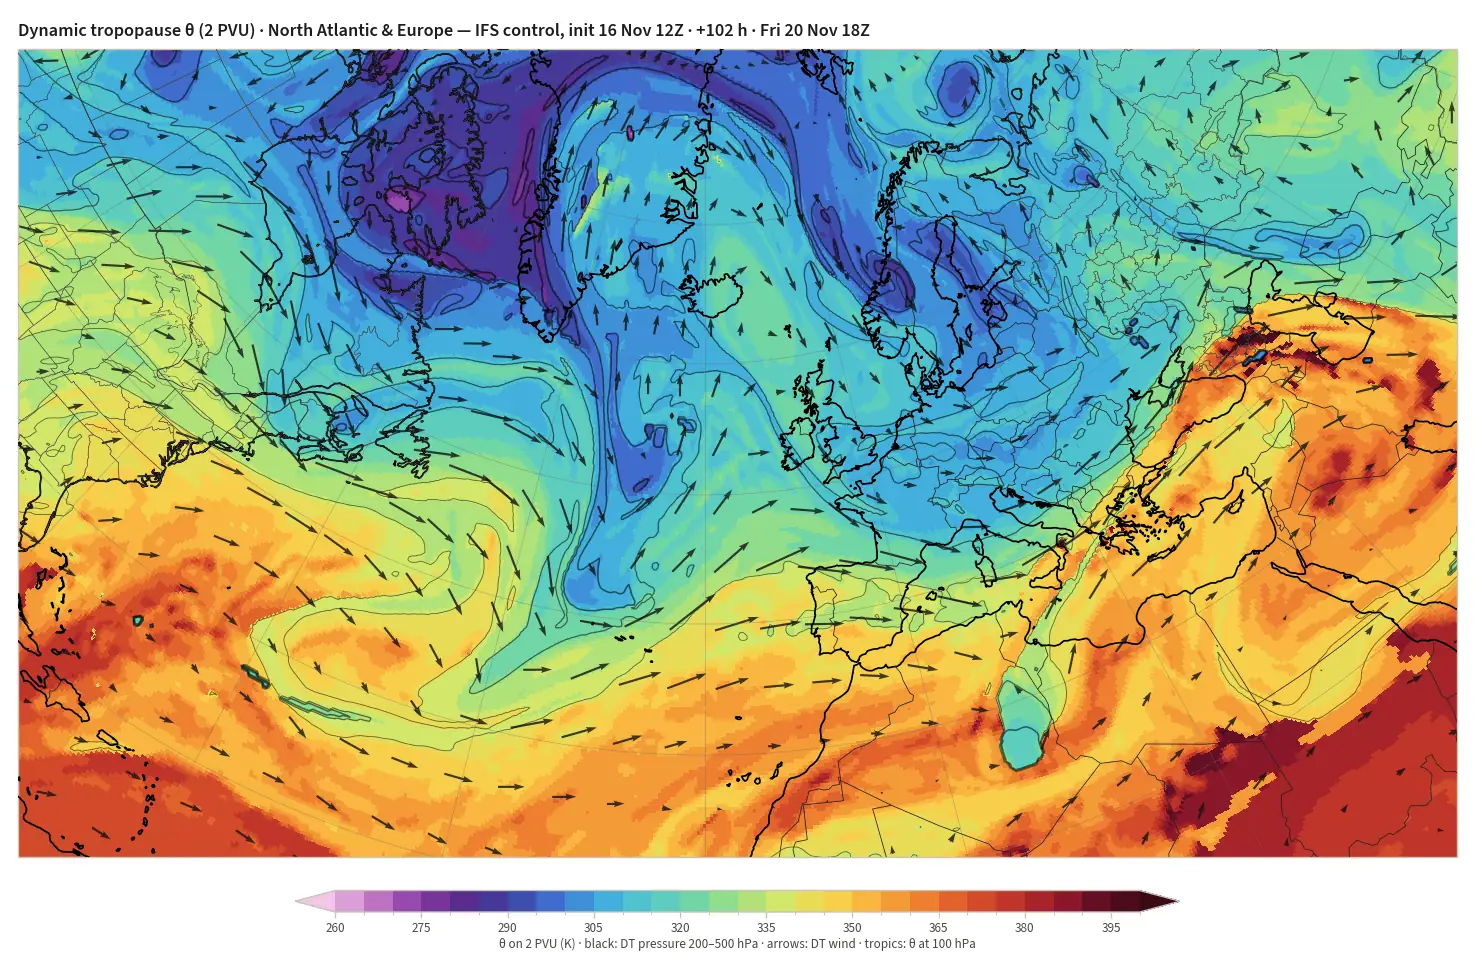 Dynamic tropopause θ (2 PVU) · North Atlantic & Europe — IFS control, init 16 Nov 12Z · +102 h · Fri 20 Nov 18Z
260 275 290 305 320 335 350 365 380 395
θ on 2 PVU (K) · black: DT pressure 200–500 hPa · arrows: DT wind · tropics: θ at 100 hPa